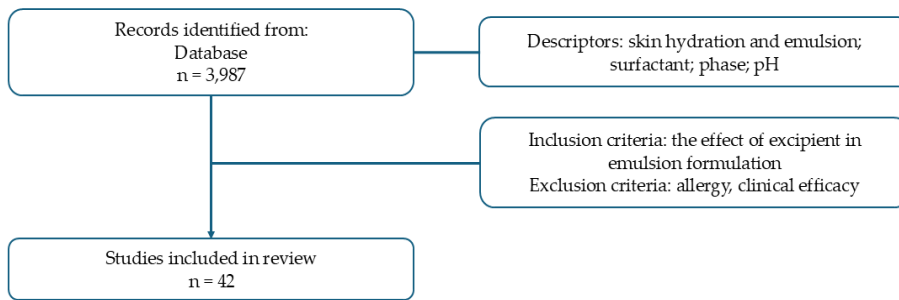 Records identified from:
Database
n = 3,987
Descriptors: skin hydration and emulsion;
surfactant; phase; pH
Inclusion criteria: the effect of excipient in
emulsion formulation
Exclusion criteria: allergy, clinical efficacy
Studies included in review
n = 42